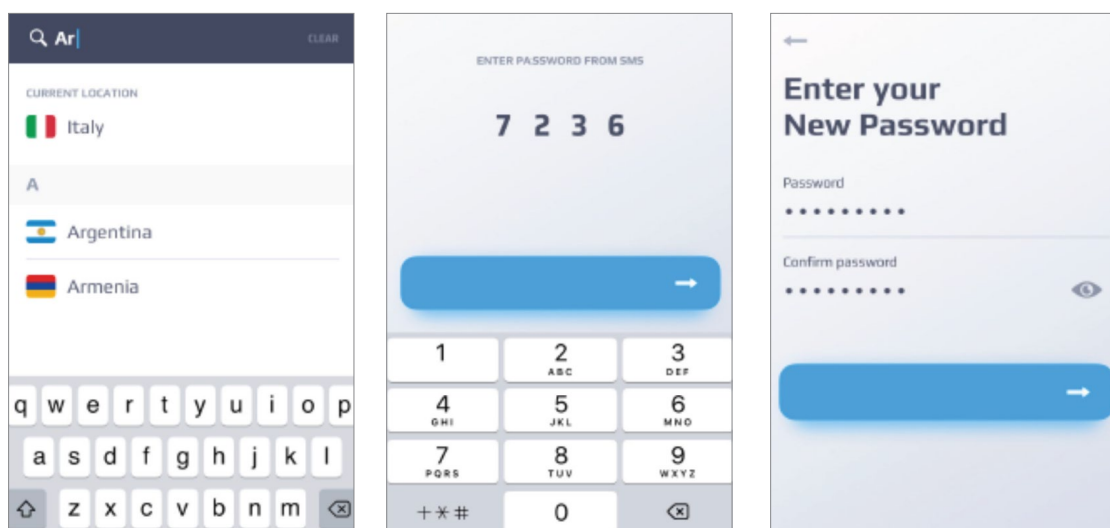 Ar
CLEAR
CURRENT LOCATION
Italy
A
Argentina
Armenia
q w e r t y u i o p
a s d f g h j k l
z x c v b n m
ENTER PASSWORD FROM SMS
7 2 3 6
1 2 3
ABC DEF
4 5 6
GHI JKL MNO
7 8 9
PQRS TUV WXYZ
+ * # 0
Enter your
New Password
Password
•••••••••
Confirm password
•••••••••